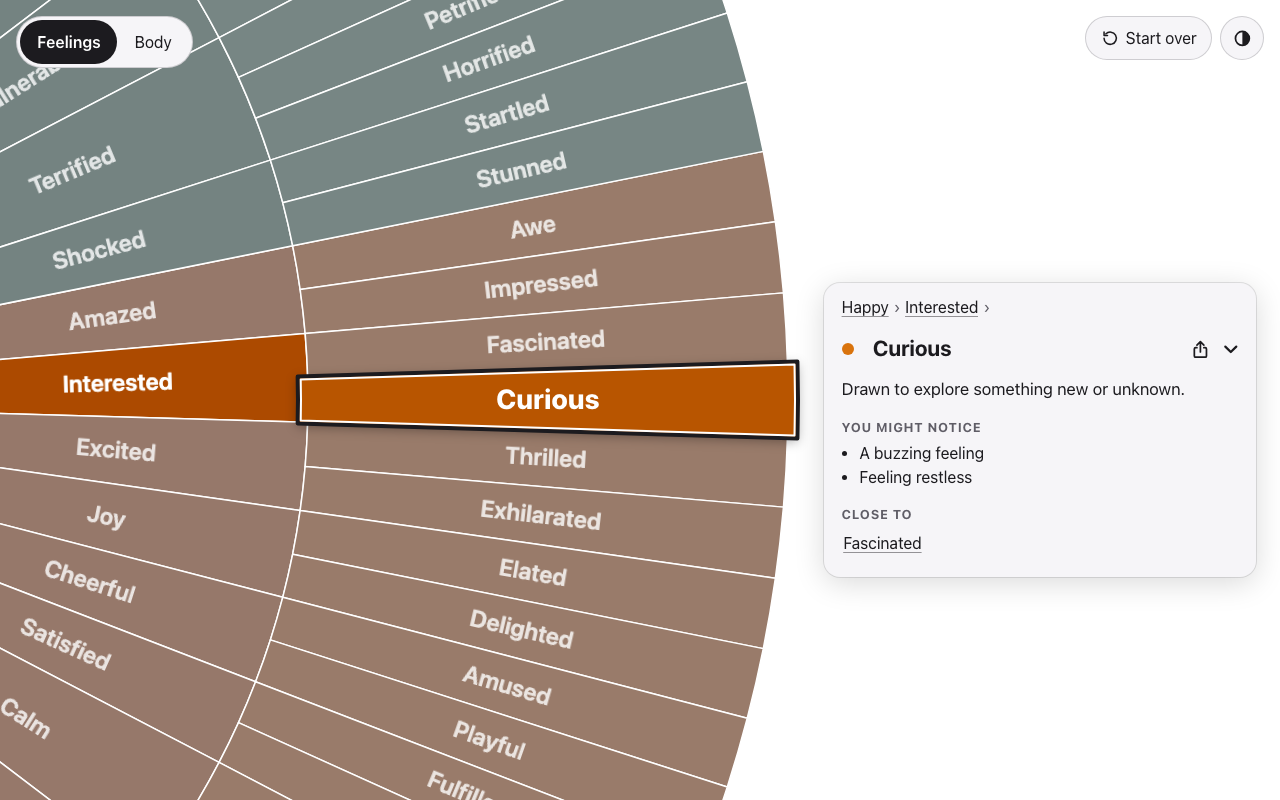 Feelings
Body
Start over
Horrified
Startled
Stunned
Terrified
Shocked
Awe
Impressed
Amazed
Fascinated
Interested
Curious
Excited
Thrilled
Exhilarated
Joy
Elated
Cheerful
Delighted
Satisfied
Amused
Calm
Playful
Happy › Interested ›
Curious
Drawn to explore something new or unknown.
YOU MIGHT NOTICE
• A buzzing feeling
• Feeling restless
CLOSE TO
Fascinated